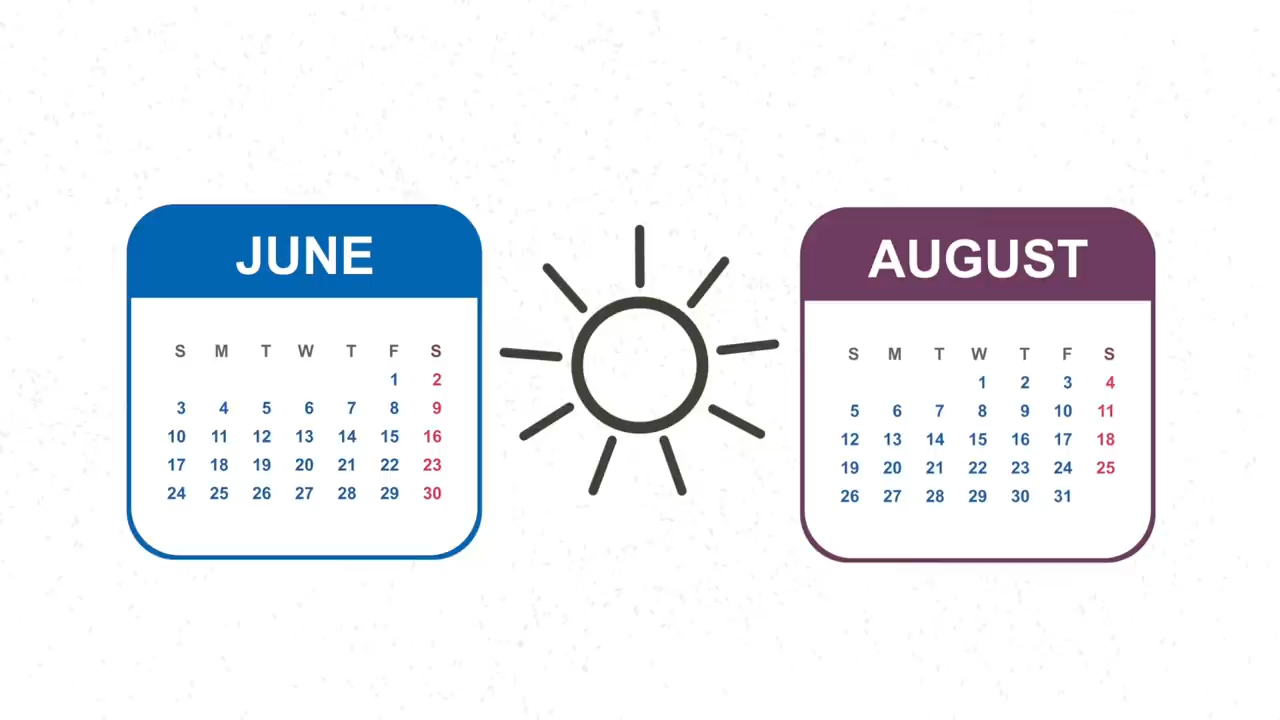 JUNE
S M T W T F S
1 2
3 4 5 6 7 8 9
10 11 12 13 14 15 16
17 18 19 20 21 22 23
24 25 26 27 28 29 30
AUGUST
S M T W T F S
1 2 3 4
5 6 7 8 9 10 11
12 13 14 15 16 17 18
19 20 21 22 23 24 25
26 27 28 29 30 31